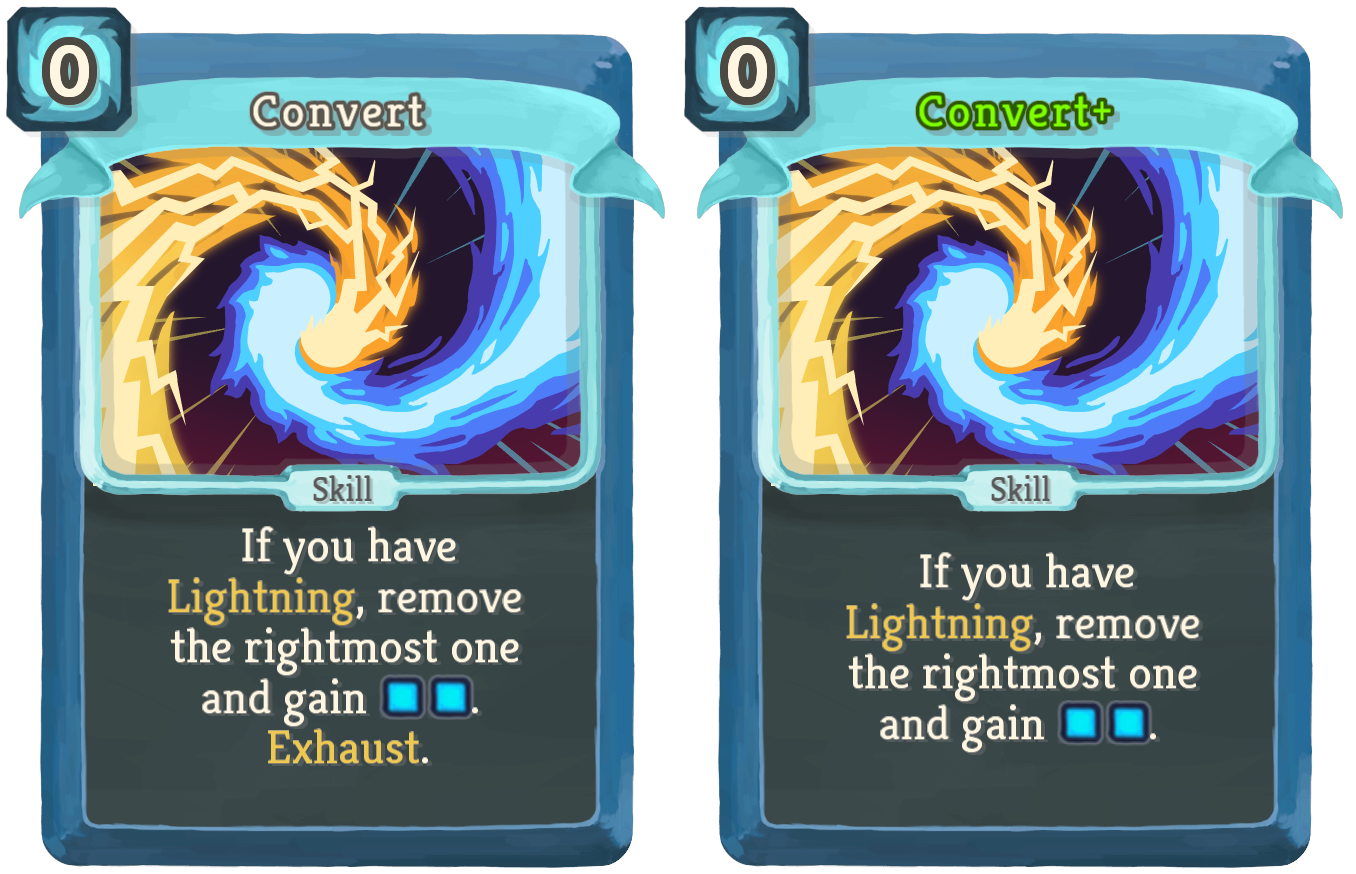 0
Convert
Skill
If you have
Lightning, remove
the rightmost one
and gain .
Exhaust.
0
Convert+
Skill
If you have
Lightning, remove
the rightmost one
and gain .